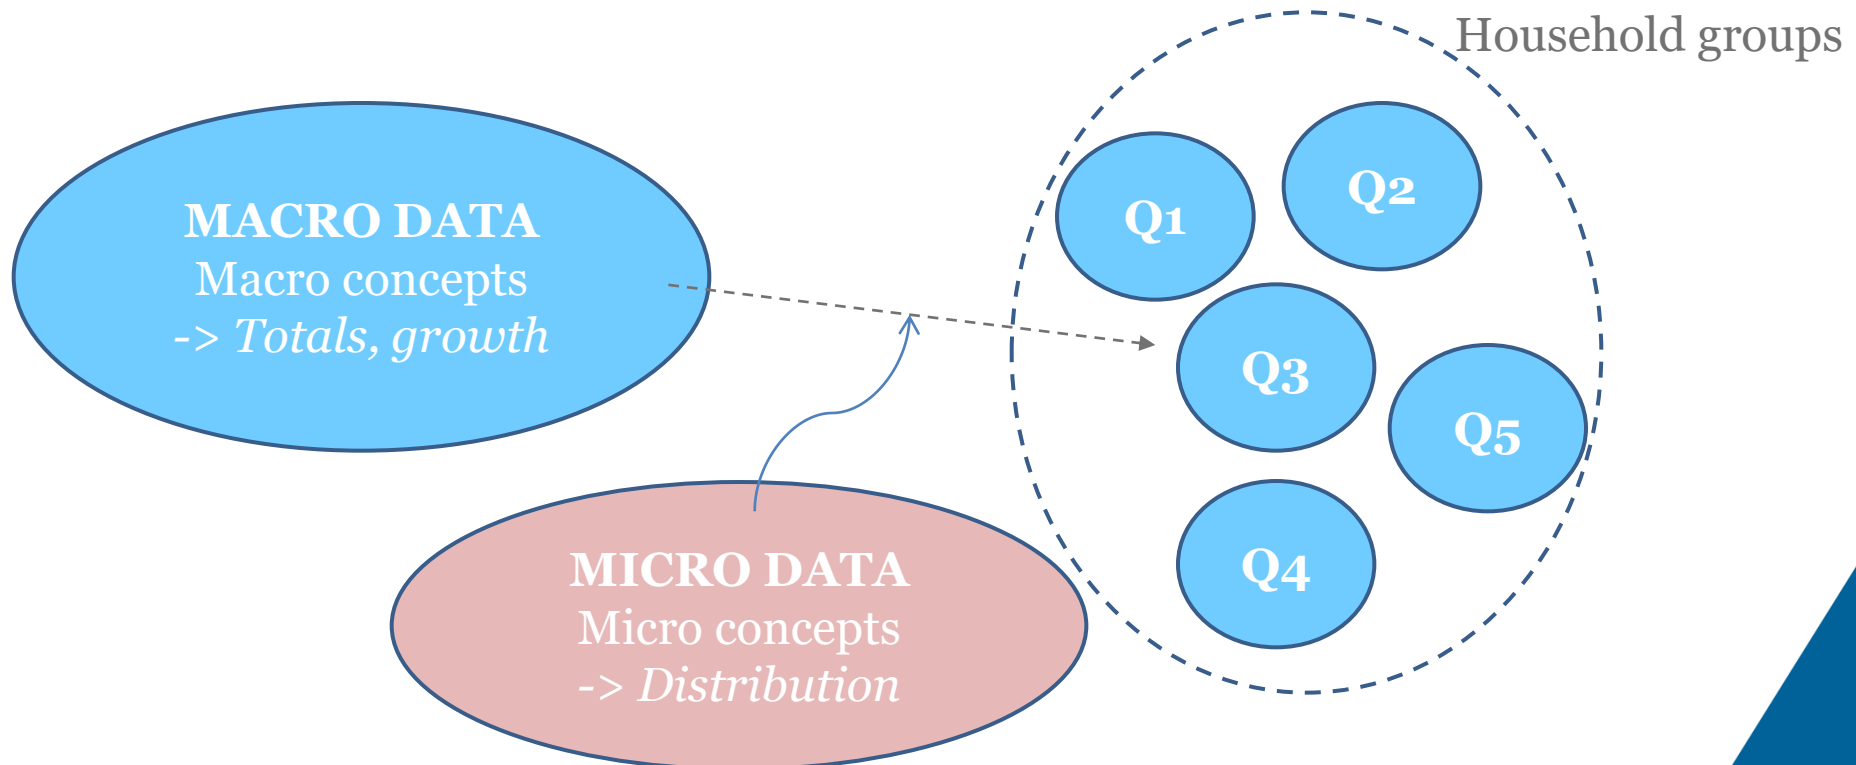 Household groups
MACRO DATA
Macro concepts
-> Totals, growth
Q1
Q2
Q3
Q5
Q4
MICRO DATA
Micro concepts
-> Distribution